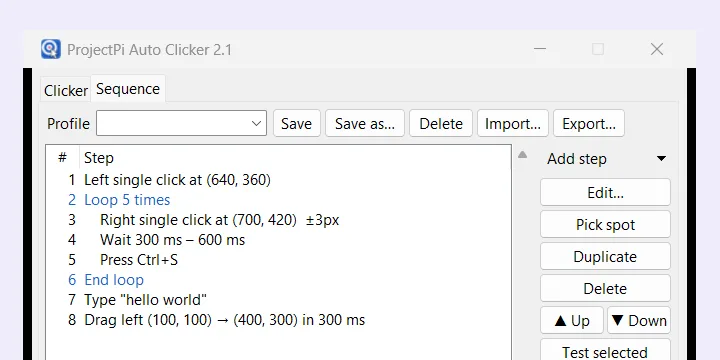 ProjectPi Auto Clicker 2.1
Clicker Sequence
Profile Save Save as... Delete Import... Export...
# Step
1 Left single click at (640, 360)
2 Loop 5 times
3 Right single click at (700, 420) ±3px
4 Wait 300 ms – 600 ms
5 Press Ctrl+S
6 End loop
7 Type "hello world"
8 Drag left (100, 100) → (400, 300) in 300 ms
Add step
Edit...
Pick spot
Duplicate
Delete
▲ Up ▼ Down
Test selected